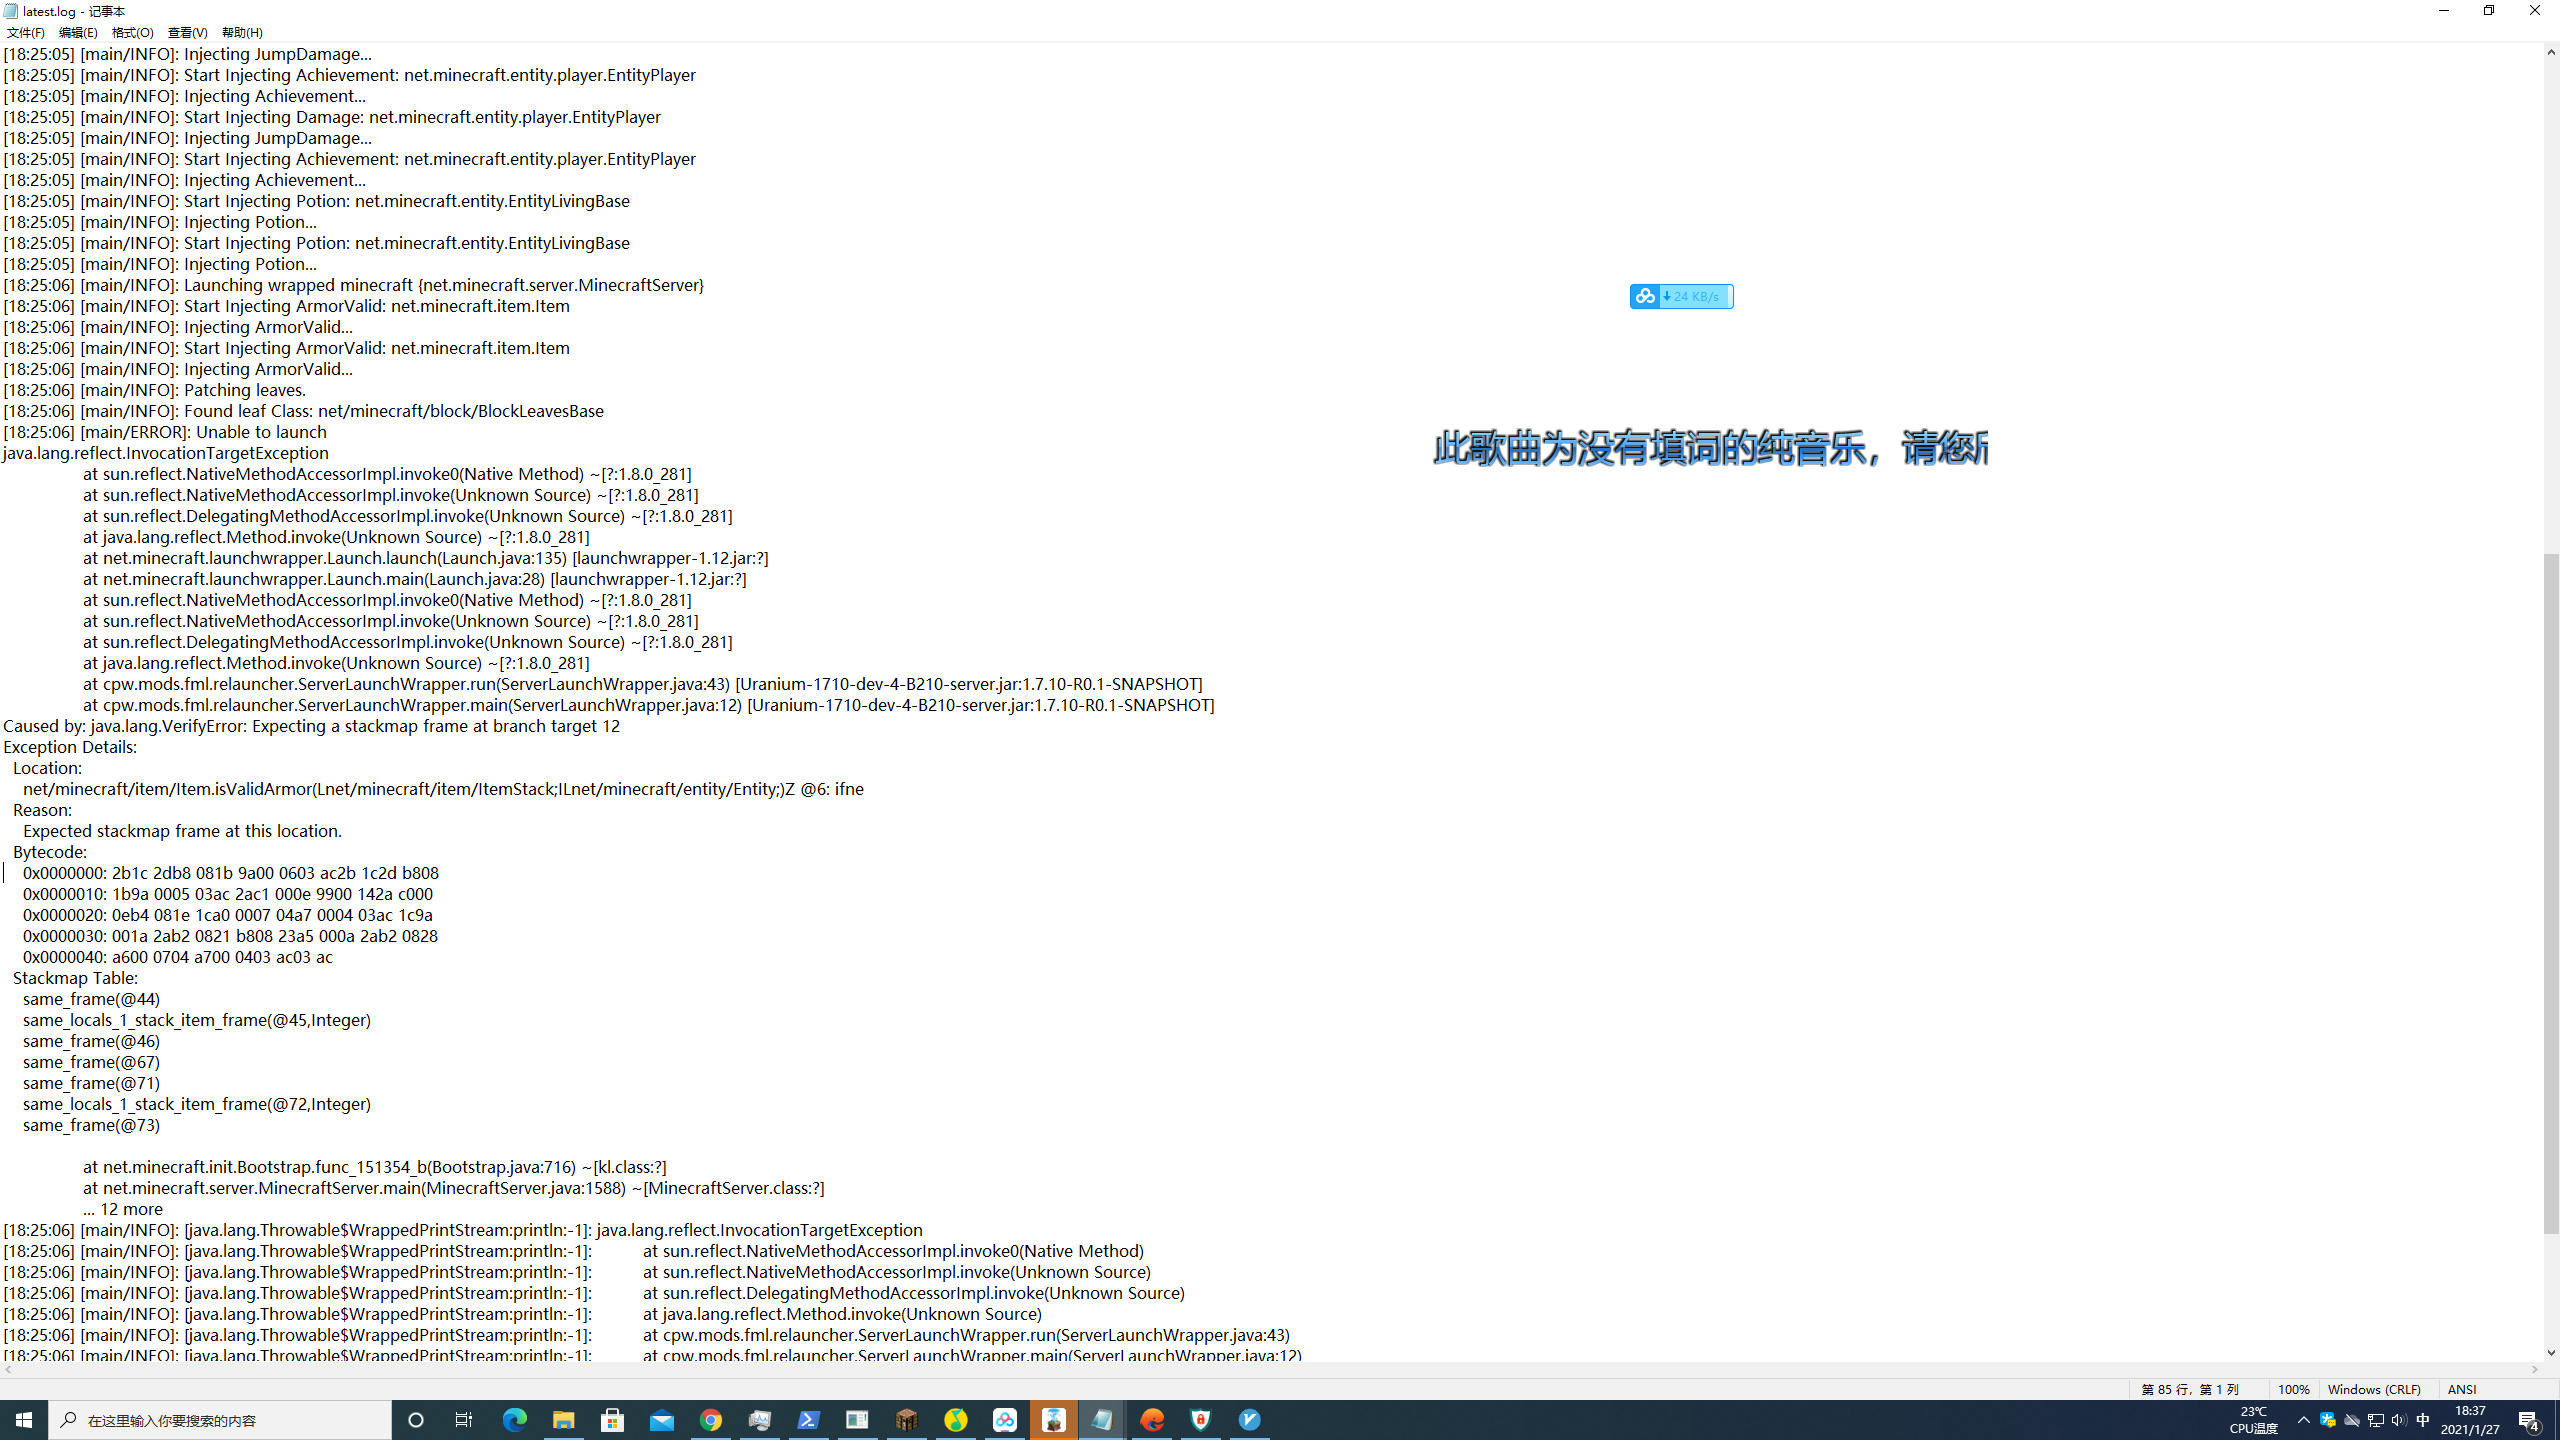 latest.log - 记事本
文件(F) 编辑(E) 格式(O) 查看(V) 帮助(H)
[18:25:05] [main/INFO]: Injecting JumpDamage...
[18:25:05] [main/INFO]: Start Injecting Achievement: net.minecraft.entity.player.EntityPlayer
[18:25:05] [main/INFO]: Injecting Achievement...
[18:25:05] [main/INFO]: Start Injecting Damage: net.minecraft.entity.player.EntityPlayer
[18:25:05] [main/INFO]: Injecting JumpDamage...
[18:25:05] [main/INFO]: Start Injecting Achievement: net.minecraft.entity.player.EntityPlayer
[18:25:05] [main/INFO]: Injecting Achievement...
[18:25:05] [main/INFO]: Start Injecting Potion: net.minecraft.entity.EntityLivingBase
[18:25:05] [main/INFO]: Injecting Potion...
[18:25:05] [main/INFO]: Start Injecting Potion: net.minecraft.entity.EntityLivingBase
[18:25:05] [main/INFO]: Injecting Potion...
[18:25:06] [main/INFO]: Launching wrapped minecraft {net.minecraft.server.MinecraftServer}
24 KB/s
[18:25:06] [main/INFO]: Start Injecting ArmorValid: net.minecraft.item.Item
[18:25:06] [main/INFO]: Injecting ArmorValid...
[18:25:06] [main/INFO]: Start Injecting ArmorValid: net.minecraft.item.Item
[18:25:06] [main/INFO]: Injecting ArmorValid...
[18:25:06] [main/INFO]: Patching leaves.
[18:25:06] [main/INFO]: Found leaf Class: net/minecraft/block/BlockLeavesBase
[18:25:06] [main/ERROR]: Unable to launch
此歌曲为没有填词的纯音乐，请您
java.lang.reflect.InvocationTargetException
at sun.reflect.NativeMethodAccessorImpl.invoke0(Native Method) ~[?:1.8.0_281]
at sun.reflect.NativeMethodAccessorImpl.invoke(Unknown Source) ~[?:1.8.0_281]
at sun.reflect.DelegatingMethodAccessorImpl.invoke(Unknown Source) ~[?:1.8.0_281]
at java.lang.reflect.Method.invoke(Unknown Source) ~[?:1.8.0_281]
at net.minecraft.launchwrapper.Launch.launch(Launch.java:135) [launchwrapper-1.12.jar:?]
at net.minecraft.launchwrapper.Launch.main(Launch.java:28) [launchwrapper-1.12.jar:?]
at sun.reflect.NativeMethodAccessorImpl.invoke0(Native Method) ~[?:1.8.0_281]
at sun.reflect.NativeMethodAccessorImpl.invoke(Unknown Source) ~[?:1.8.0_281]
at sun.reflect.DelegatingMethodAccessorImpl.invoke(Unknown Source) ~[?:1.8.0_281]
at java.lang.reflect.Method.invoke(Unknown Source) ~[?:1.8.0_281]
at cpw.mods.fml.relauncher.ServerLaunchWrapper.run(ServerLaunchWrapper.java:43) [Uranium-1710-dev-4-B210-server.jar:1.7.10-R0.1-SNAPSHOT]
at cpw.mods.fml.relauncher.ServerLaunchWrapper.main(ServerLaunchWrapper.java:12) [Uranium-1710-dev-4-B210-server.jar:1.7.10-R0.1-SNAPSHOT]
Caused by: java.lang.VerifyError: Expecting a stackmap frame at branch target 12
Exception Details:
Location:
net/minecraft/item/Item.isValidArmor(Lnet/minecraft/item/ItemStack;ILnet/minecraft/entity/Entity;)Z @6: ifne
Reason:
Expected stackmap frame at this location.
Bytecode:
0x0000000: 2b1c 2db8 081b 9a00 0603 ac2b 1c2d b808
0x0000010: 1b9a 0005 03ac 2ac1 000e 9900 142a c000
0x0000020: 0eb4 081e 1ca0 0007 04a7 0004 03ac 1c9a
0x0000030: 001a 2ab2 0821 b808 23a5 000a 2ab2 0828
0x0000040: a600 0704 a700 0403 ac03 ac
Stackmap Table:
same_frame(@44)
same_locals_1_stack_item_frame(@45,Integer)
same_frame(@46)
same_frame(@67)
same_frame(@71)
same_locals_1_stack_item_frame(@72,Integer)
same_frame(@73)
at net.minecraft.init.Bootstrap.func_151354_b(Bootstrap.java:716) ~[kl.class:?]
at net.minecraft.server.MinecraftServer.main(MinecraftServer.java:1588) ~[MinecraftServer.class:?]
... 12 more
[18:25:06] [main/INFO]: [java.lang.Throwable$WrappedPrintStream:println:-1]: java.lang.reflect.InvocationTargetException
[18:25:06] [main/INFO]: [java.lang.Throwable$WrappedPrintStream:println:-1]: at sun.reflect.NativeMethodAccessorImpl.invoke0(Native Method)
[18:25:06] [main/INFO]: [java.lang.Throwable$WrappedPrintStream:println:-1]: at sun.reflect.NativeMethodAccessorImpl.invoke(Unknown Source)
[18:25:06] [main/INFO]: [java.lang.Throwable$WrappedPrintStream:println:-1]: at sun.reflect.DelegatingMethodAccessorImpl.invoke(Unknown Source)
[18:25:06] [main/INFO]: [java.lang.Throwable$WrappedPrintStream:println:-1]: at java.lang.reflect.Method.invoke(Unknown Source)
[18:25:06] [main/INFO]: [java.lang.Throwable$WrappedPrintStream:println:-1]: at cpw.mods.fml.relauncher.ServerLaunchWrapper.run(ServerLaunchWrapper.java:43)
[18:25:06] [main/INFO]: [java.lang.Throwable$WrappedPrintStream:println:-1]: at cpw.mods.fml.relauncher.ServerLaunchWrapper.main(ServerLaunchWrapper.java:12)
第 85 行，第 1 列 100% Windows (CRLF) ANSI
在这里输入你要搜索的内容
23℃
CPU温度
中
18:37
2021/1/27
4